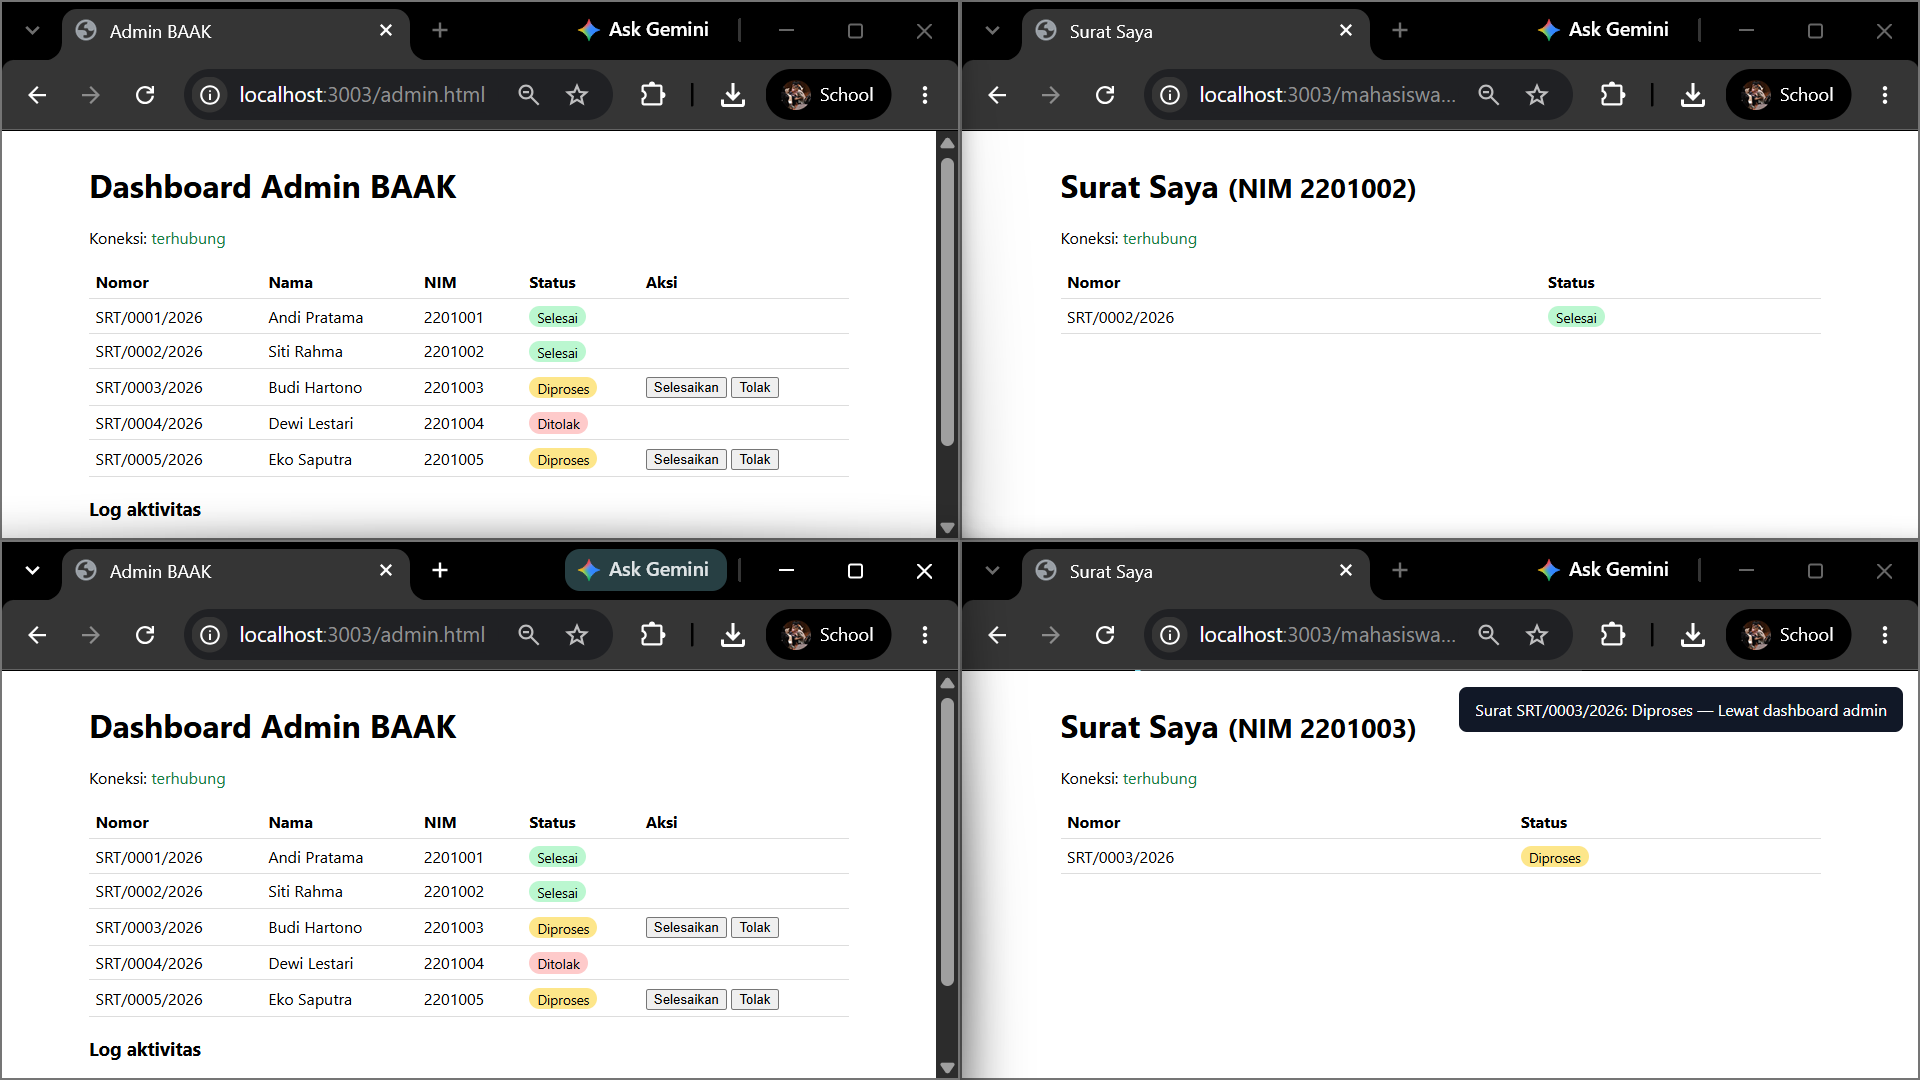 Admin BAAK
Ask Gemini
localhost:3003/admin.html
School
Dashboard Admin BAAK
Koneksi: terhubung
Nomor Nama NIM Status Aksi
SRT/0001/2026 Andi Pratama 2201001 Selesai
SRT/0002/2026 Siti Rahma 2201002 Selesai
SRT/0003/2026 Budi Hartono 2201003 Diproses Selesaikan Tolak
SRT/0004/2026 Dewi Lestari 2201004 Ditolak
SRT/0005/2026 Eko Saputra 2201005 Diproses Selesaikan Tolak
Log aktivitas
Surat Saya
Ask Gemini
localhost:3003/mahasiswa...
School
Surat Saya (NIM 2201002)
Koneksi: terhubung
Nomor Status
SRT/0002/2026 Selesai
Admin BAAK
Ask Gemini
localhost:3003/admin.html
School
Dashboard Admin BAAK
Koneksi: terhubung
Nomor Nama NIM Status Aksi
SRT/0001/2026 Andi Pratama 2201001 Selesai
SRT/0002/2026 Siti Rahma 2201002 Selesai
SRT/0003/2026 Budi Hartono 2201003 Diproses Selesaikan Tolak
SRT/0004/2026 Dewi Lestari 2201004 Ditolak
SRT/0005/2026 Eko Saputra 2201005 Diproses Selesaikan Tolak
Log aktivitas
Surat Saya
Ask Gemini
localhost:3003/mahasiswa...
School
Surat SRT/0003/2026: Diproses — Lewat dashboard admin
Surat Saya (NIM 2201003)
Koneksi: terhubung
Nomor Status
SRT/0003/2026 Diproses